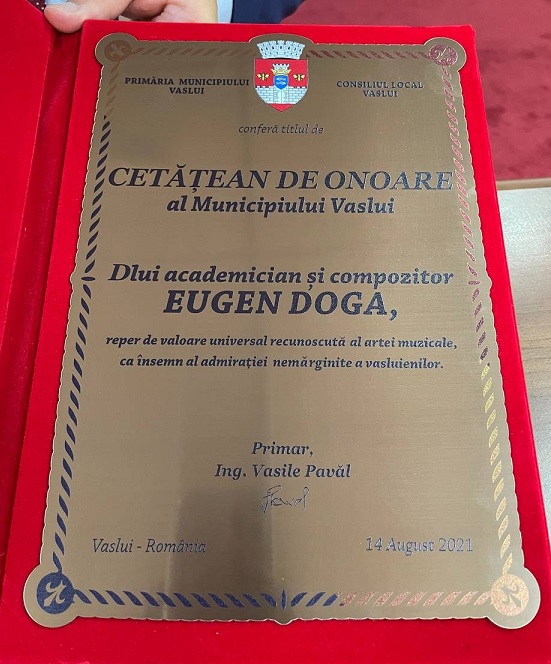 PRIMĂRIA MUNICIPIULUI
VASLUI
CONSILIUL LOCAL
VASLUI
conferă titlul de
CETĂȚEAN DE ONOARE
al Municipiului Vaslui
Dlui academician și compozitor
EUGEN DOGA,
reper de valoare universal recunoscută al artei muzicale,
ca însemn al admirației nemărginite a vasluienilor.
Primar,
Ing. Vasile Pavăl
Vaslui - România
14 August 2021